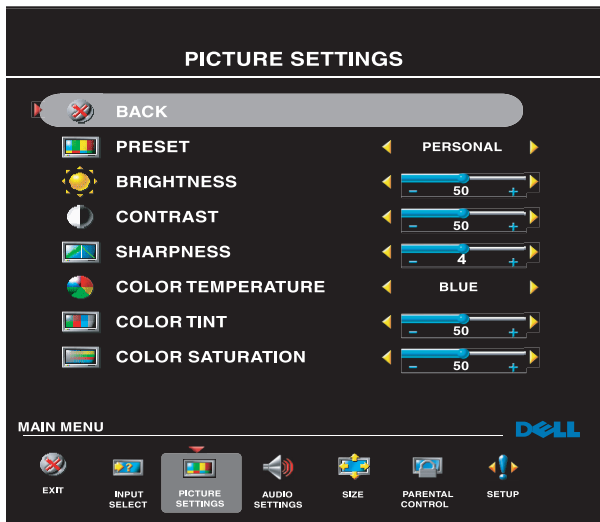 PICTURE SETTINGS
BACK
PRESET PERSONAL
BRIGHTNESS - 50 +
CONTRAST - 50 +
SHARPNESS - 4 +
COLOR TEMPERATURE BLUE
COLOR TINT - 50 +
COLOR SATURATION - 50 +
MAIN MENU DELL
??
EXIT
INPUT
SELECT
PICTURE
SETTINGS
AUDIO
SETTINGS
SIZE
PARENTAL
CONTROL
SETUP